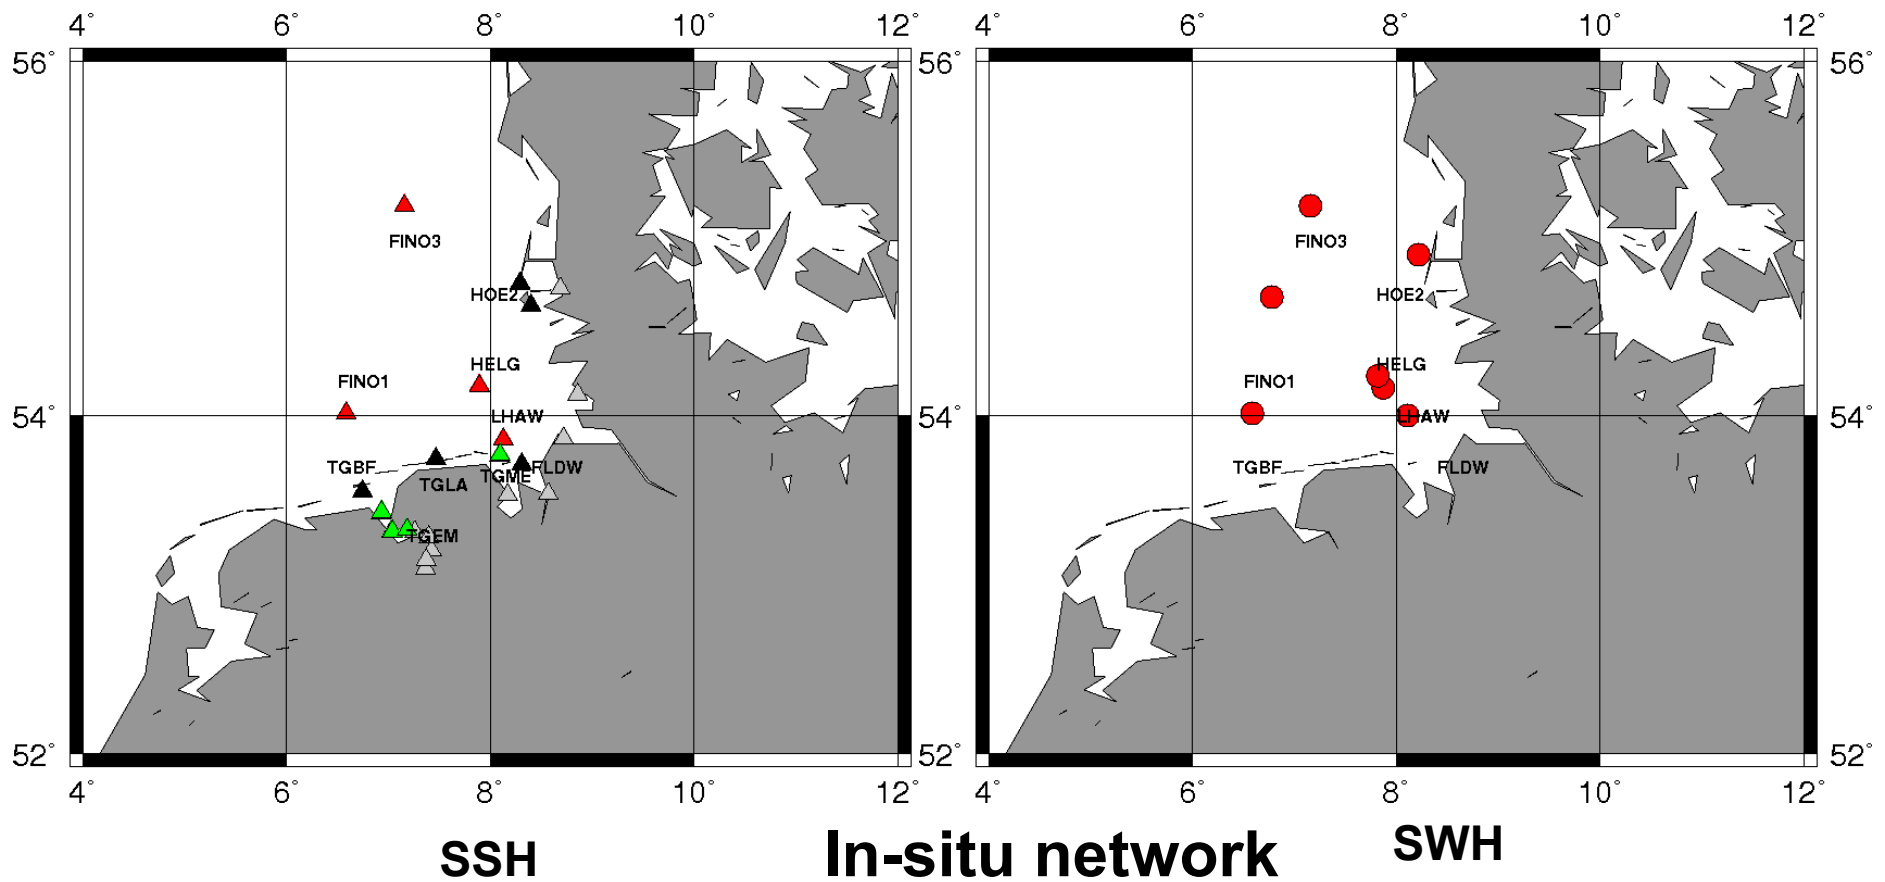 4° 6° 8° 10° 12° 4° 6° 8° 10° 12°
56° 56°
FINO3 FINO3
HOE2 HOE2
HELG HELG
FINO1 FINO1
54° LHAW 54° LHAW 54°
TGBF TGME FLDW TGBF FLDW
TGLA
TGEM
52° 52° 52°
4° 6° 8° 10° 12° 4° 6° 8° 10° 12°
SSH In-situ network SWH